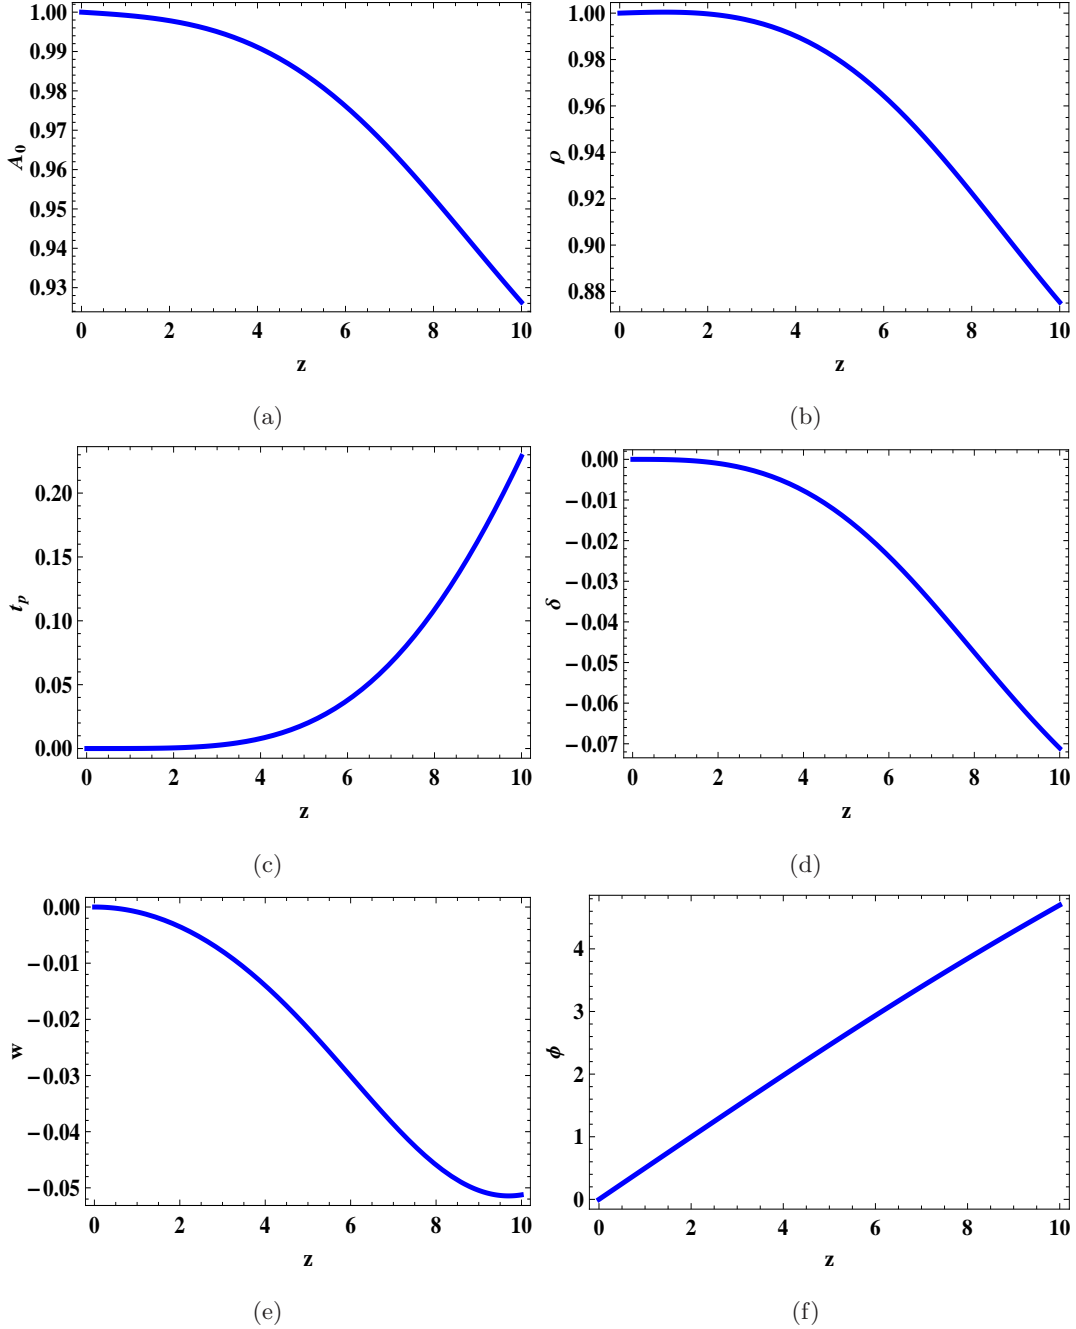 1.00
0.99
0.98
0.97
0.96
0.95
0.94
0.93
A0
0 2 4 6 8 10
z
(a)
1.00
0.98
0.96
0.94
0.92
0.90
0.88
ρ
0 2 4 6 8 10
z
(b)
0.20
0.15
0.10
0.05
0.00
tp
0 2 4 6 8 10
z
(c)
0.00
−0.01
−0.02
−0.03
−0.04
−0.05
−0.06
−0.07
δ
0 2 4 6 8 10
z
(d)
0.00
−0.01
−0.02
−0.03
−0.04
−0.05
w
0 2 4 6 8 10
z
(e)
4
3
2
1
0
ϕ
0 2 4 6 8 10
z
(f)